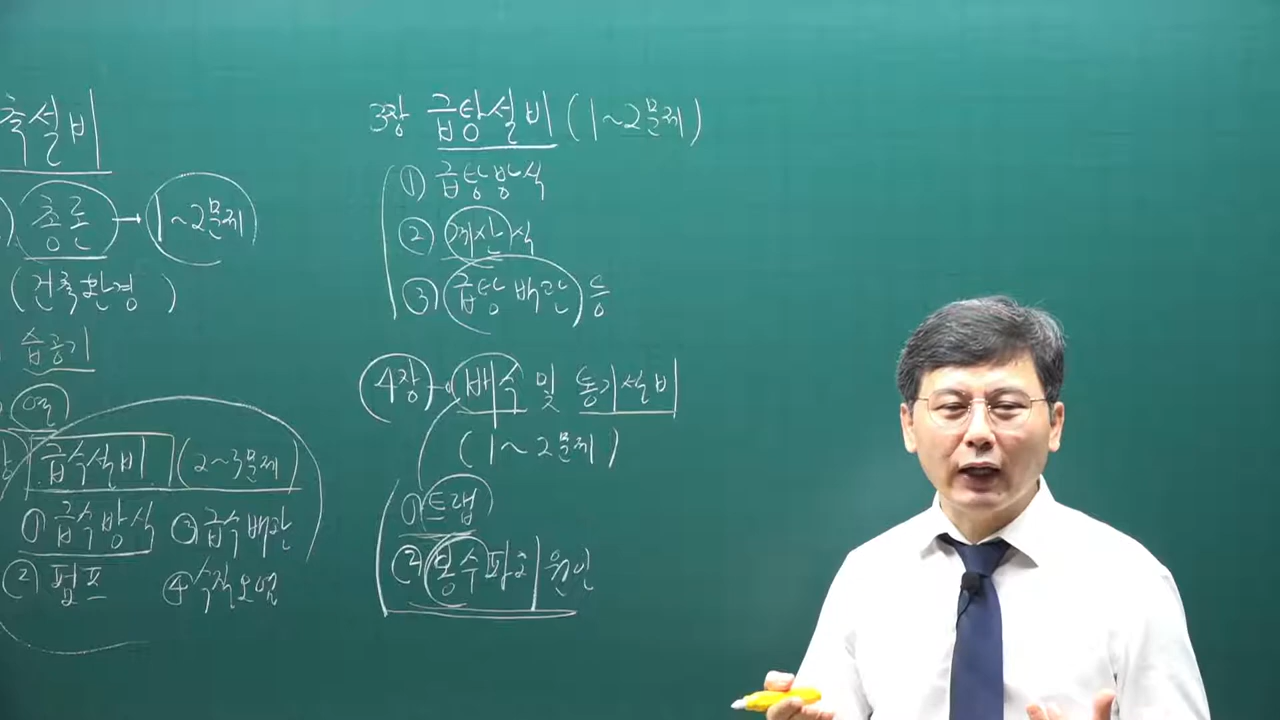 축설비
총론 → 1~2문제
(건축환경)
습공기
열
급수설비 (2~3문제)
① 급수방식 ③ 급수배관
② 펌프 ④ 수질오염
3장 급탕설비 (1~2문제)
① 급탕방식
② 계산식
③ 급탕배관 등
4장 → 배수 및 통기설비
(1~2문제)
① 트랩
② 봉수파괴원인